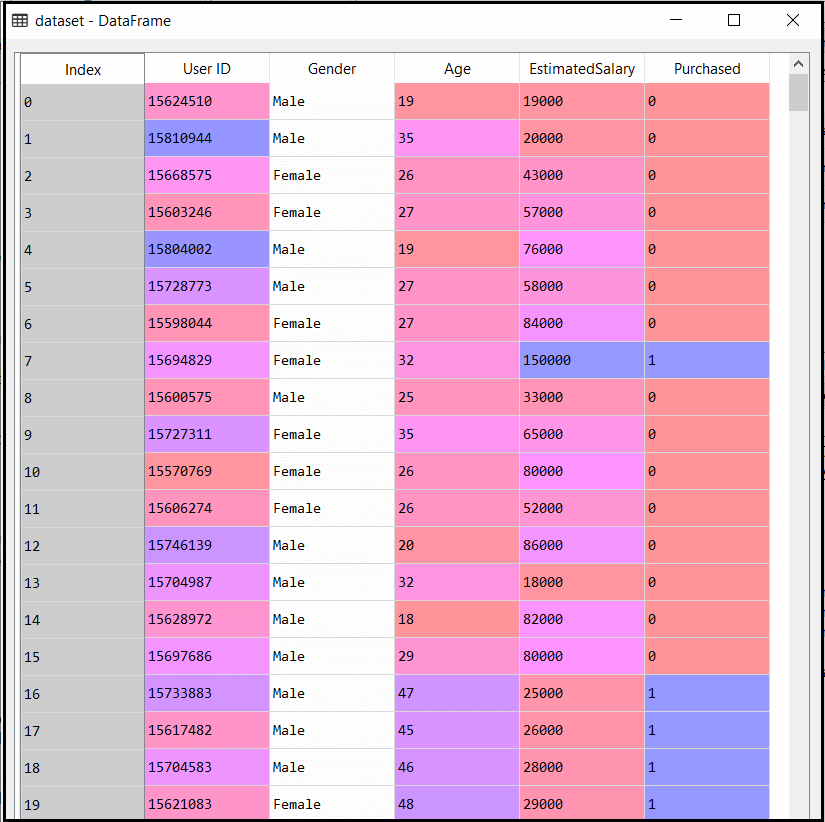 dataset - DataFrame
Index User ID Gender Age EstimatedSalary Purchased
0 15624510 Male 19 19000 0
1 15810944 Male 35 20000 0
2 15668575 Female 26 43000 0
3 15603246 Female 27 57000 0
4 15804002 Male 19 76000 0
5 15728773 Male 27 58000 0
6 15598044 Female 27 84000 0
7 15694829 Female 32 150000 1
8 15600575 Male 25 33000 0
9 15727311 Female 35 65000 0
10 15570769 Female 26 80000 0
11 15606274 Female 26 52000 0
12 15746139 Male 20 86000 0
13 15704987 Male 32 18000 0
14 15628972 Male 18 82000 0
15 15697686 Male 29 80000 0
16 15733883 Male 47 25000 1
17 15617482 Male 45 26000 1
18 15704583 Male 46 28000 1
19 15621083 Female 48 29000 1